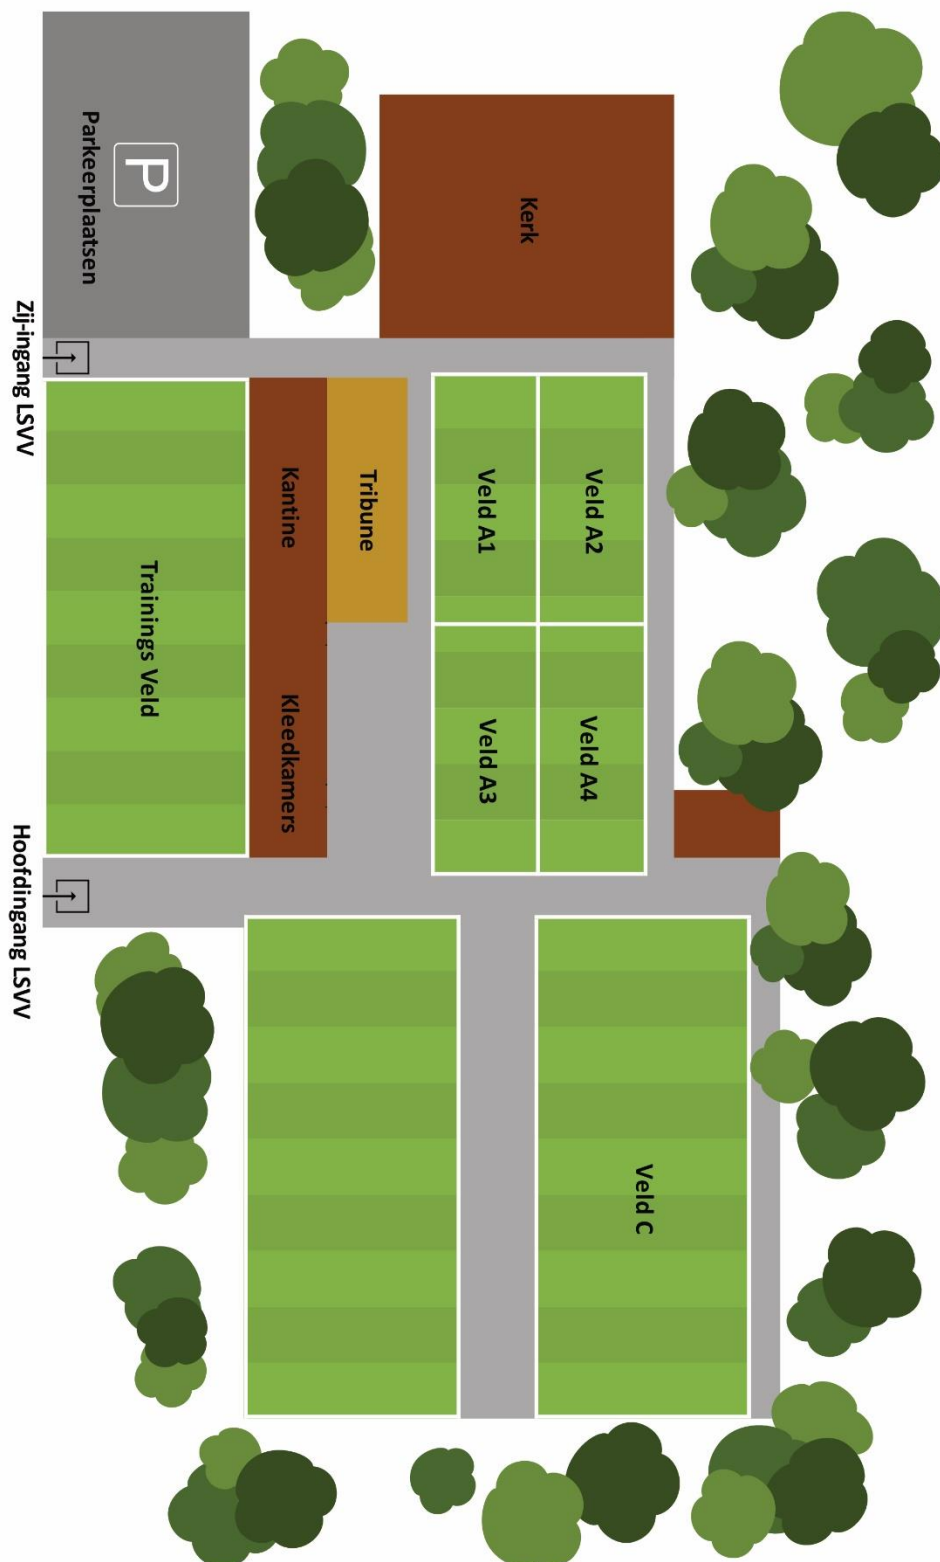 Kerk
P
Parkeerplaatsen
Zij-ingang LSVV
Veld A2
Veld A1
Tribune
Kantine
Trainings Veld
Veld A4
Veld A3
Kleedkamers
Hoofdingang LSVV
Veld C